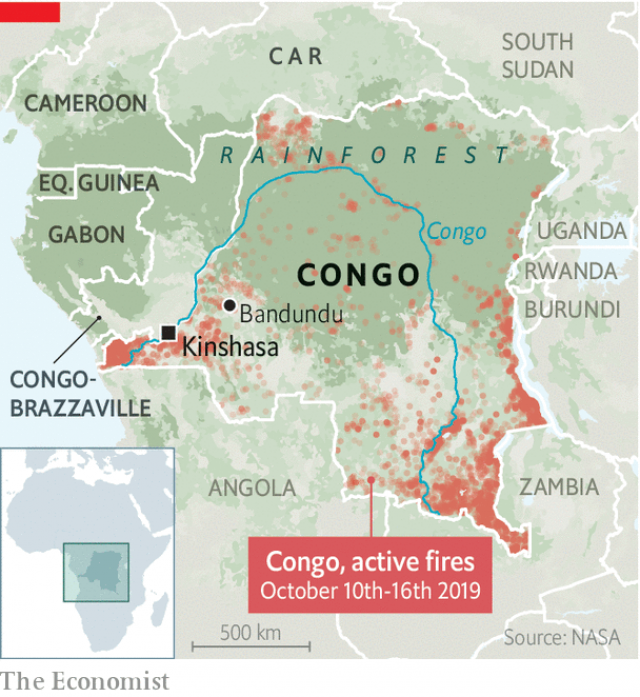 CAR
SOUTH
SUDAN
CAMEROON
RAINFOREST
EQ. GUINEA
GABON
Congo
UGANDA
CONGO
RWANDA
Bandundu
BURUNDI
Kinshasa
CONGO-
BRAZZAVILLE
ANGOLA
ZAMBIA
Congo, active fires
October 10th-16th 2019
500 km
Source: NASA
The Economist